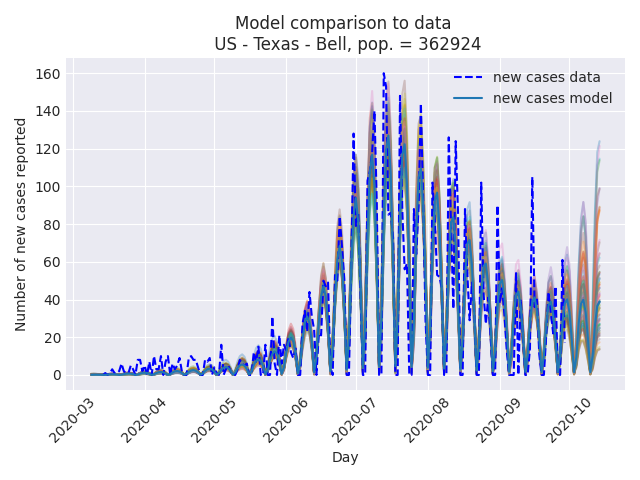 Model comparison to data
US - Texas - Bell, pop. = 362924
new cases data
new cases model
Number of new cases reported
160
140
120
100
80
60
40
20
0
2020-03
2020-04
2020-05
2020-06
2020-07
2020-08
2020-09
2020-10
Day